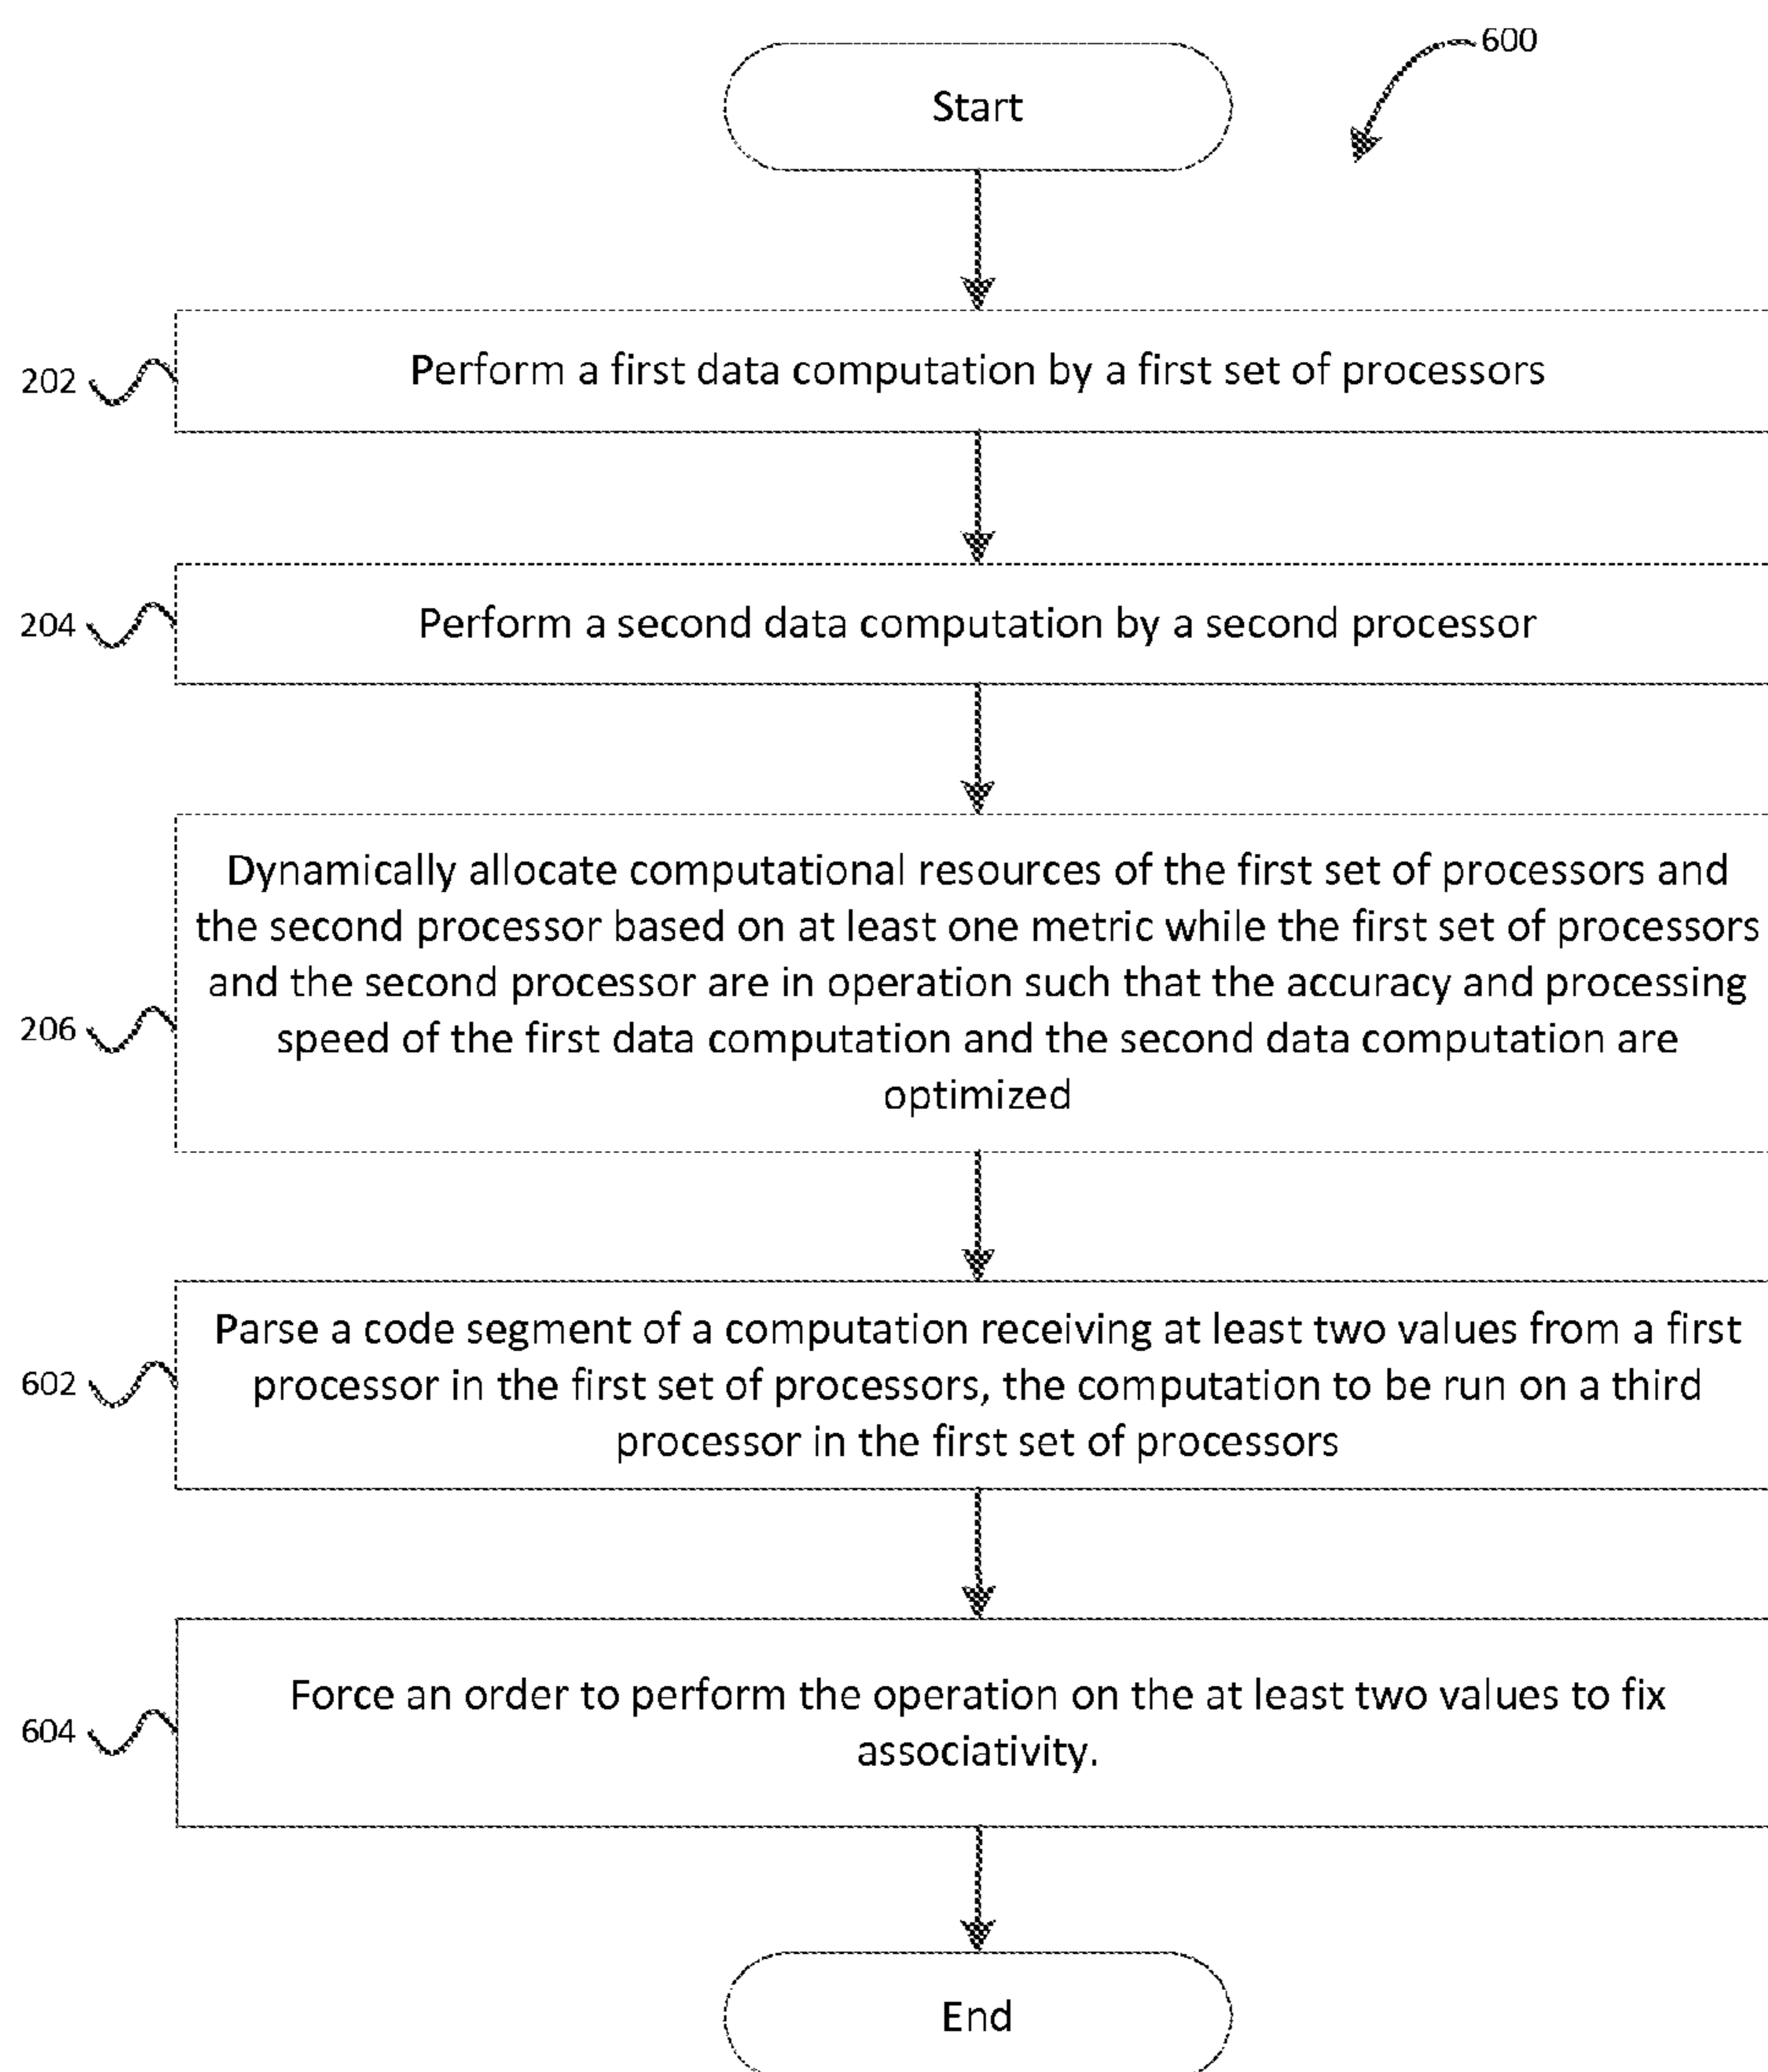 600
Start
202
Perform a first data computation by a first set of processors
204
Perform a second data computation by a second processor
206
Dynamically allocate computational resources of the first set of processors and
the second processor based on at least one metric while the first set of processors
and the second processor are in operation such that the accuracy and processing
speed of the first data computation and the second data computation are
optimized
602
Parse a code segment of a computation receiving at least two values from a first
processor in the first set of processors, the computation to be run on a third
processor in the first set of processors
604
Force an order to perform the operation on the at least two values to fix
associativity.
End